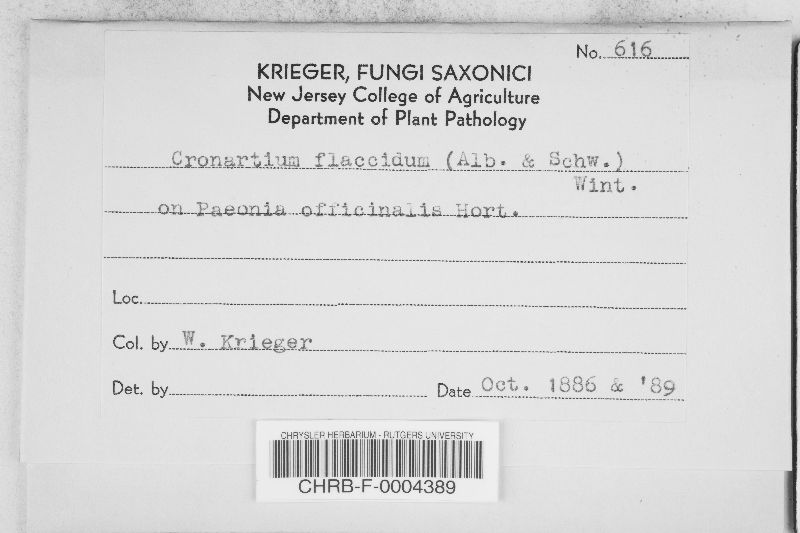 No. 616
KRIEGER, FUNGI SAXONICI
New Jersey College of Agriculture
Department of Plant Pathology
Cronartium flaccidum (Alb. & Schw.)
Wint.
on Paeonia officinalis Hort.
Loc.
Col. by W. Krieger
Det. by
Date Oct. 1886 & '89
CHRYSLER HERBARIUM - RUTGERS UNIVERSITY
CHRB-F-0004389